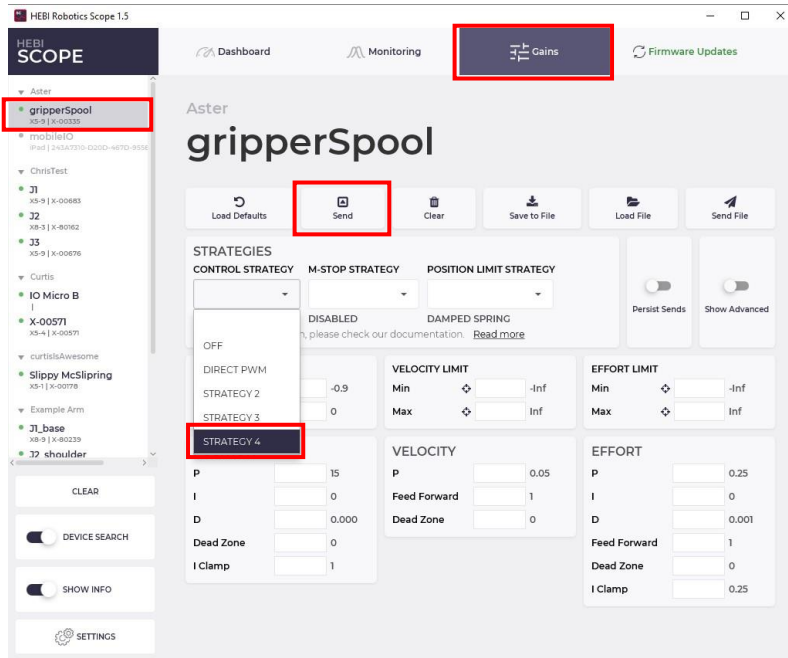 HEBI Robotics Scope 1.5
HEBI
SCOPE
Dashboard
Monitoring
Gains
Firmware Updates
Aster
gripperSpool
X5-9 | X-00335
mobileIO
iPad | 243A7310-D20D-467D-9556
ChrisTest
J1
X5-9 | X-00683
J2
X8-3 | X-80162
J3
X5-9 | X-00676
Curtis
IO Micro B
|
X-00571
X5-4 | X-00571
curtisIsAwesome
Slippy McSlipring
X5-1 | X-00178
Example Arm
J1_base
X8-9 | X-80239
J2_shoulder
CLEAR
DEVICE SEARCH
SHOW INFO
SETTINGS
Aster
gripperSpool
Load Defaults
Send
Clear
Save to File
Load File
Send File
STRATEGIES
CONTROL STRATEGY M-STOP STRATEGY POSITION LIMIT STRATEGY
DISABLED DAMPED SPRING
, please check our documentation. Read more
Persist Sends
Show Advanced
OFF
DIRECT PWM
STRATEGY 2
STRATEGY 3
STRATEGY 4
-0.9
0
VELOCITY LIMIT
Min -Inf
Max Inf
EFFORT LIMIT
Min -Inf
Max Inf
P 15
I 0
D 0.000
Dead Zone 0
I Clamp 1
VELOCITY
P 0.05
Feed Forward 1
Dead Zone 0
EFFORT
P 0.25
I 0
D 0.001
Feed Forward 1
Dead Zone 0
I Clamp 0.25